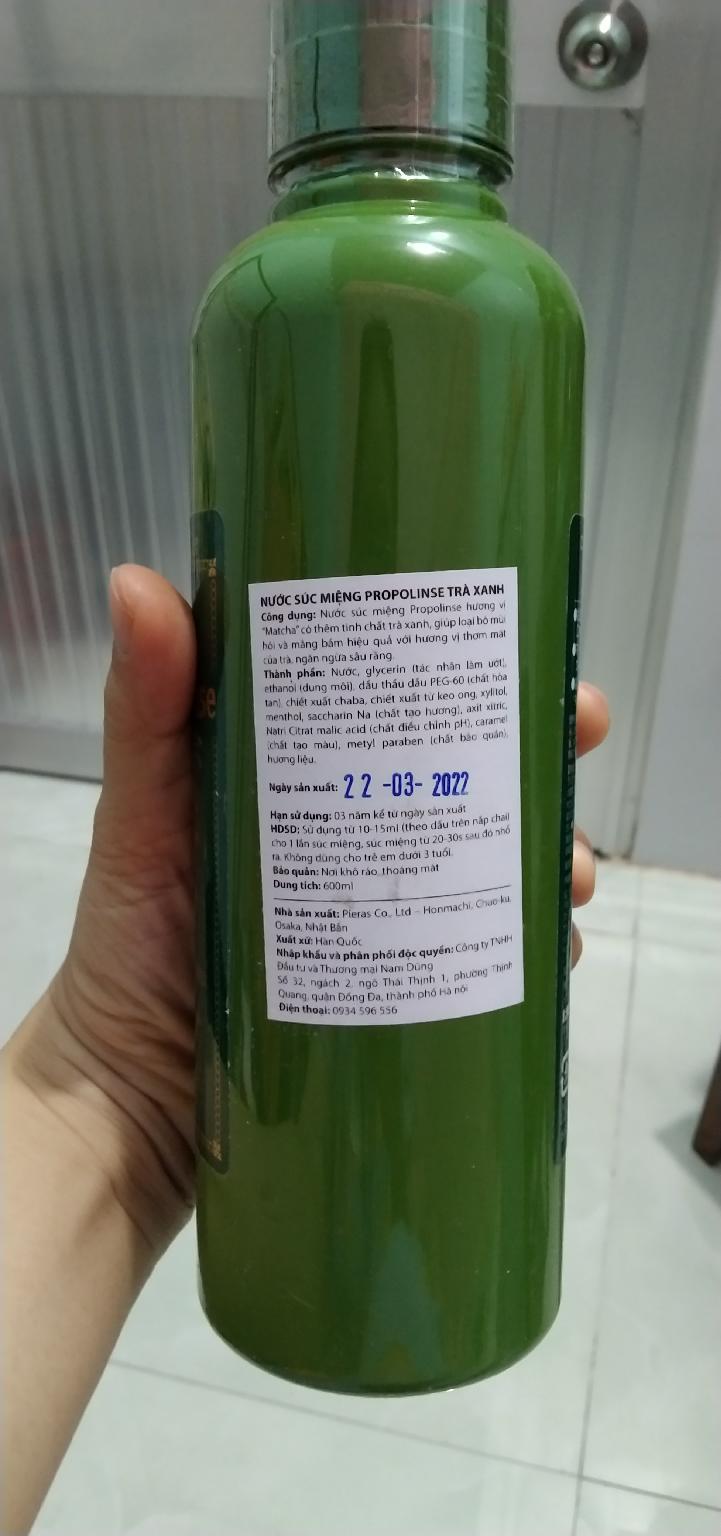 NƯỚC SÚC MIỆNG PROPOLINSE TRÀ XANH
Công dụng: Nước súc miệng Propolinse hương vị
"Matcha" có thêm tinh chất trà xanh, giúp loại bỏ mùi
hôi và mảng bám hiệu quả với hương vị thơm mát
của trà, ngăn ngừa sâu răng.
Thành phần: Nước, glycerin (tác nhân làm ướt),
ethanol (dung môi), dầu thầu dầu PEG-60 (chất hòa
tan), chiết xuất chaba, chiết xuất từ keo ong, xylitol,
menthol, saccharin Na (chất tạo hương), axit xitric,
Natri Citrat malic acid (chất điều chỉnh pH), caramel
(chất tạo màu), metyl paraben (chất bảo quản),
hương liệu.
Ngày sản xuất: 22 -03- 2022
Hạn sử dụng: 03 năm kể từ ngày sản xuất
HDSD: Sử dụng từ 10-15ml (theo dấu trên nắp chai)
cho 1 lần súc miệng, súc miệng từ 20-30s sau đó nhổ
ra. Không dùng cho trẻ em dưới 3 tuổi.
Bảo quản: Nơi khô ráo, thoáng mát
Dung tích: 600ml
Nhà sản xuất: Pieras Co., Ltd – Honmachi, Chuo-ku,
Osaka, Nhật Bản
Xuất xứ: Hàn Quốc
Nhập khẩu và phân phối độc quyền: Công ty TNHH
Đầu tư và Thương mại Nam Dũng
Số 32, ngách 2, ngõ Thái Thịnh 1, phường Thịnh
Quang, quận Đống Đa, thành phố Hà nội
Điện thoại: 0934 596 556